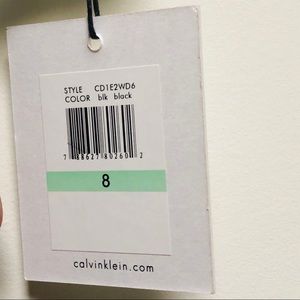 STYLE CD1E2WD6
COLOR blk black
7 88627 80260 2
8
calvinklein.com